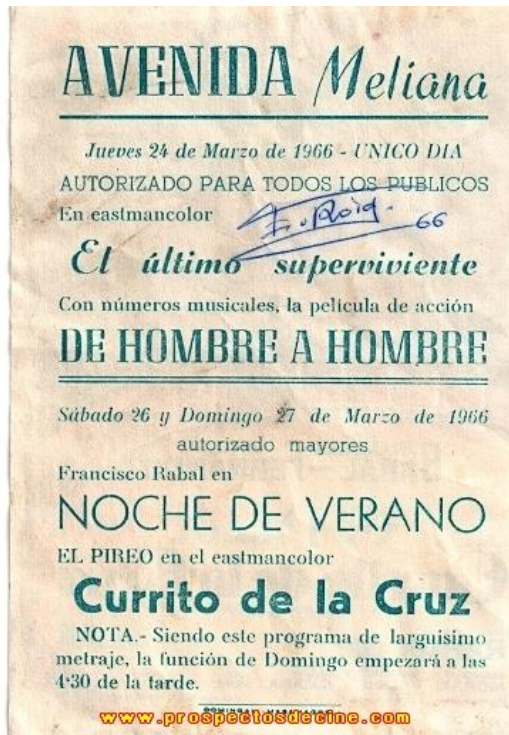 AVENIDA Meliana
Jueves 24 de Marzo de 1966 - UNICO DIA
AUTORIZADO PARA TODOS LOS PUBLICOS
En eastmancolor
E. Roig. 66
El último superviviente
Con números musicales, la película de acción
DE HOMBRE A HOMBRE
Sábado 26 y Domingo 27 de Marzo de 1966
autorizado mayores
Francisco Rabal en
NOCHE DE VERANO
EL PIREO en el eastmancolor
Currito de la Cruz
NOTA.- Siendo este programa de larguisimo
metraje, la función de Domingo empezará a las
4'30 de la tarde.
www.prospectosdecine.com